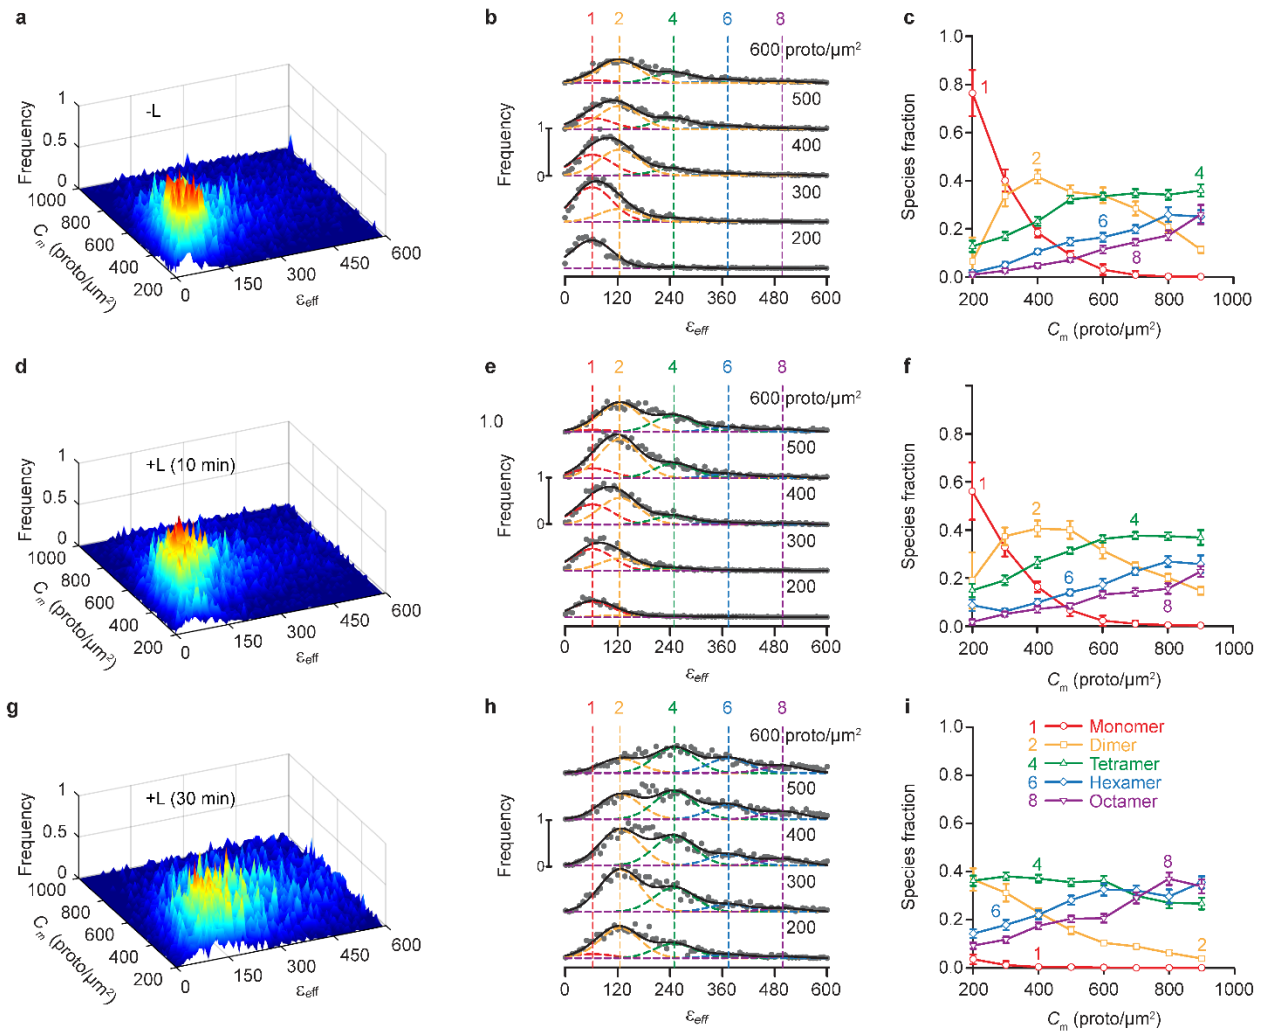 a
Frequency
1
0.5
0
-L
1000
800
600
400
200
Cm (proto/µm²)
0
150
300
450
600
εeff
b
1 2 4 6 8
600 proto/µm²
500
400
300
200
Frequency
1
0
0 120 240 360 480 600
εeff
c
Species fraction
1.0
0.8
0.6
0.4
0.2
0.0
1
2
4
6
8
200 400 600 800 1000
Cm (proto/µm²)
d
Frequency
1
0.5
0
+L (10 min)
1000
800
600
400
200
Cm (proto/µm²)
0
150
300
450
600
εeff
e
1 2 4 6 8
1.0
600 proto/µm²
500
400
300
200
Frequency
1
0
0 120 240 360 480 600
εeff
f
Species fraction
0.8
0.6
0.4
0.2
0.0
1
2
4
6
8
200 400 600 800 1000
Cm (proto/µm²)
g
Frequency
1
0.5
0
+L (30 min)
1000
800
600
400
200
Cm (proto/µm²)
0
150
300
450
600
εeff
h
1 2 4 6 8
600 proto/µm²
500
400
300
200
Frequency
1
0
0 120 240 360 480 600
εeff
i
Species fraction
1.0
0.8
0.6
0.4
0.2
0.0
1 Monomer
2 Dimer
4 Tetramer
6 Hexamer
8 Octamer
4
8
6
1
2
200 400 600 800 1000
Cm (proto/µm²)